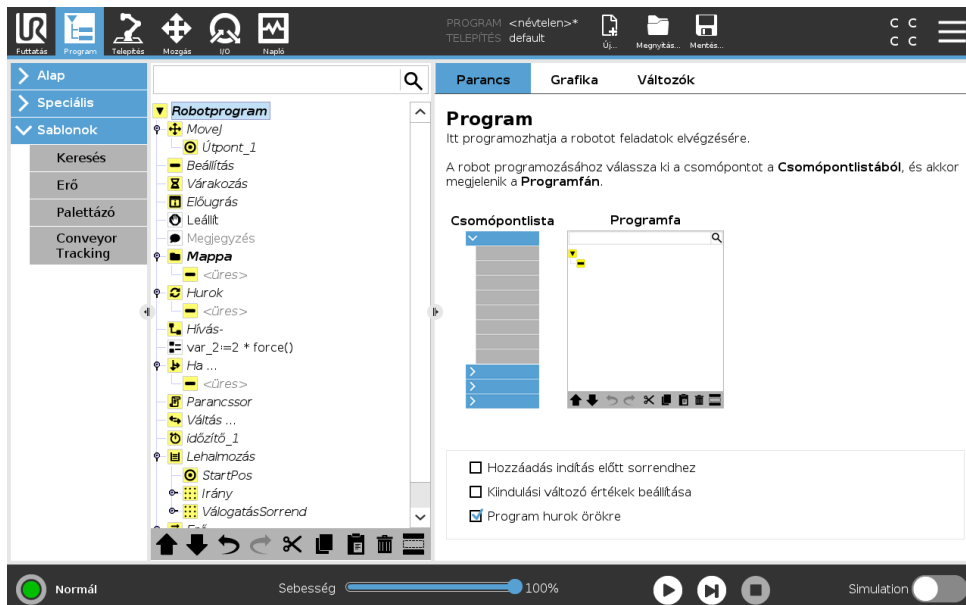 UR
Futtatás
Program
Telepítés
Mozgás
I/O
Napló
PROGRAM <névtelen>*
TELEPÍTÉS default
Új...
Megnyitás...
Mentés...
C C
C C
Alap
Speciális
Sablonok
Keresés
Erő
Palettázó
Conveyor
Tracking
Robotprogram
MoveJ
Útpont_1
Beállítás
Várakozás
Előugrás
Leállít
Megjegyzés
Mappa
<üres>
Hurok
<üres>
Hívás-
var_2:=2 * force()
Ha ...
<üres>
Parancssor
Váltás ...
időzítő_1
Lehalmozás
StartPos
Irány
VálogatásSorrend
Parancs
Grafika
Változók
Program
Itt programozhatja a robotot feladatok elvégzésére.
A robot programozásához válassza ki a csomópontot a Csomópontlistából, és akkor
megjelenik a Programfán.
Csomópontlista
Programfa
Hozzáadás indítás előtt sorrendhez
Kiindulási változó értékek beállítása
Program hurok örökre
Normál
Sebesség
100%
Simulation